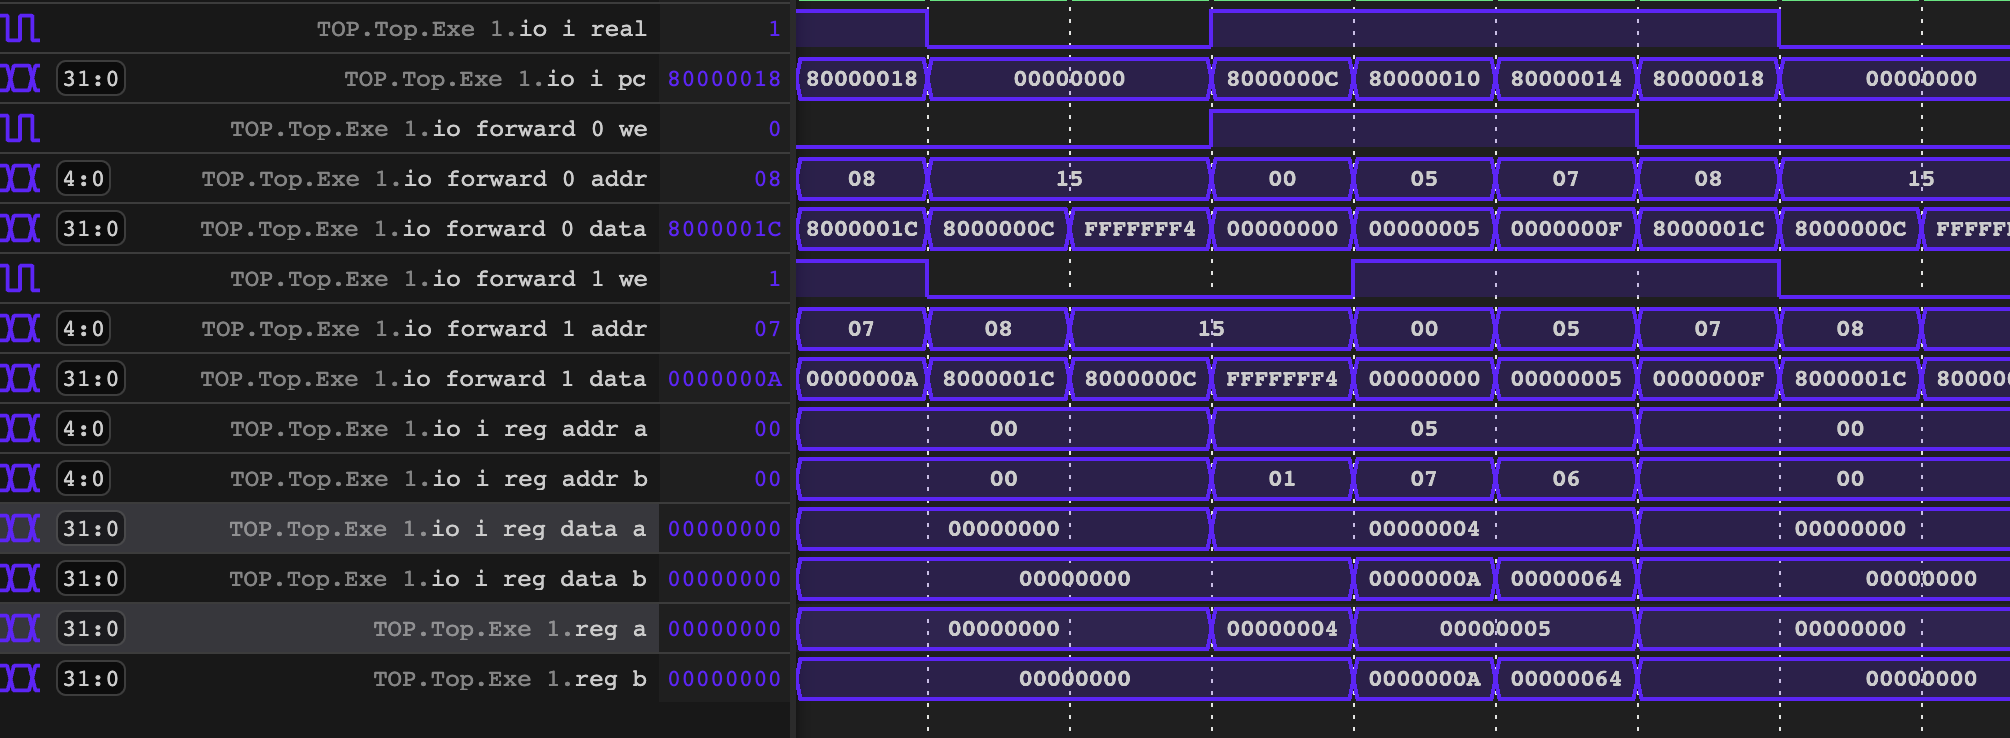 TOP.Top.Exe 1.io i real 1
31:0 TOP.Top.Exe 1.io i pc 80000018 80000018 00000000 8000000C 80000010 80000014 80000018 00000000
TOP.Top.Exe 1.io forward 0 we 0
4:0 TOP.Top.Exe 1.io forward 0 addr 08 08 15 00 05 07 08 15
31:0 TOP.Top.Exe 1.io forward 0 data 8000001C 8000001C 8000000C FFFFFFF4 00000000 00000005 0000000F 8000001C 8000000C FFFFF
TOP.Top.Exe 1.io forward 1 we 1
4:0 TOP.Top.Exe 1.io forward 1 addr 07 07 08 15 00 05 07 08
31:0 TOP.Top.Exe 1.io forward 1 data 0000000A 0000000A 8000001C 8000000C FFFFFFF4 00000000 00000005 0000000F 8000001C 80000
4:0 TOP.Top.Exe 1.io i reg addr a 00 00 05 00
4:0 TOP.Top.Exe 1.io i reg addr b 00 00 01 07 06 00
31:0 TOP.Top.Exe 1.io i reg data a 00000000 00000000 00000004 00000000
31:0 TOP.Top.Exe 1.io i reg data b 00000000 00000000 0000000A 00000064 00000000
31:0 TOP.Top.Exe 1.reg a 00000000 00000000 00000004 00000005 00000000
31:0 TOP.Top.Exe 1.reg b 00000000 00000000 0000000A 00000064 00000000